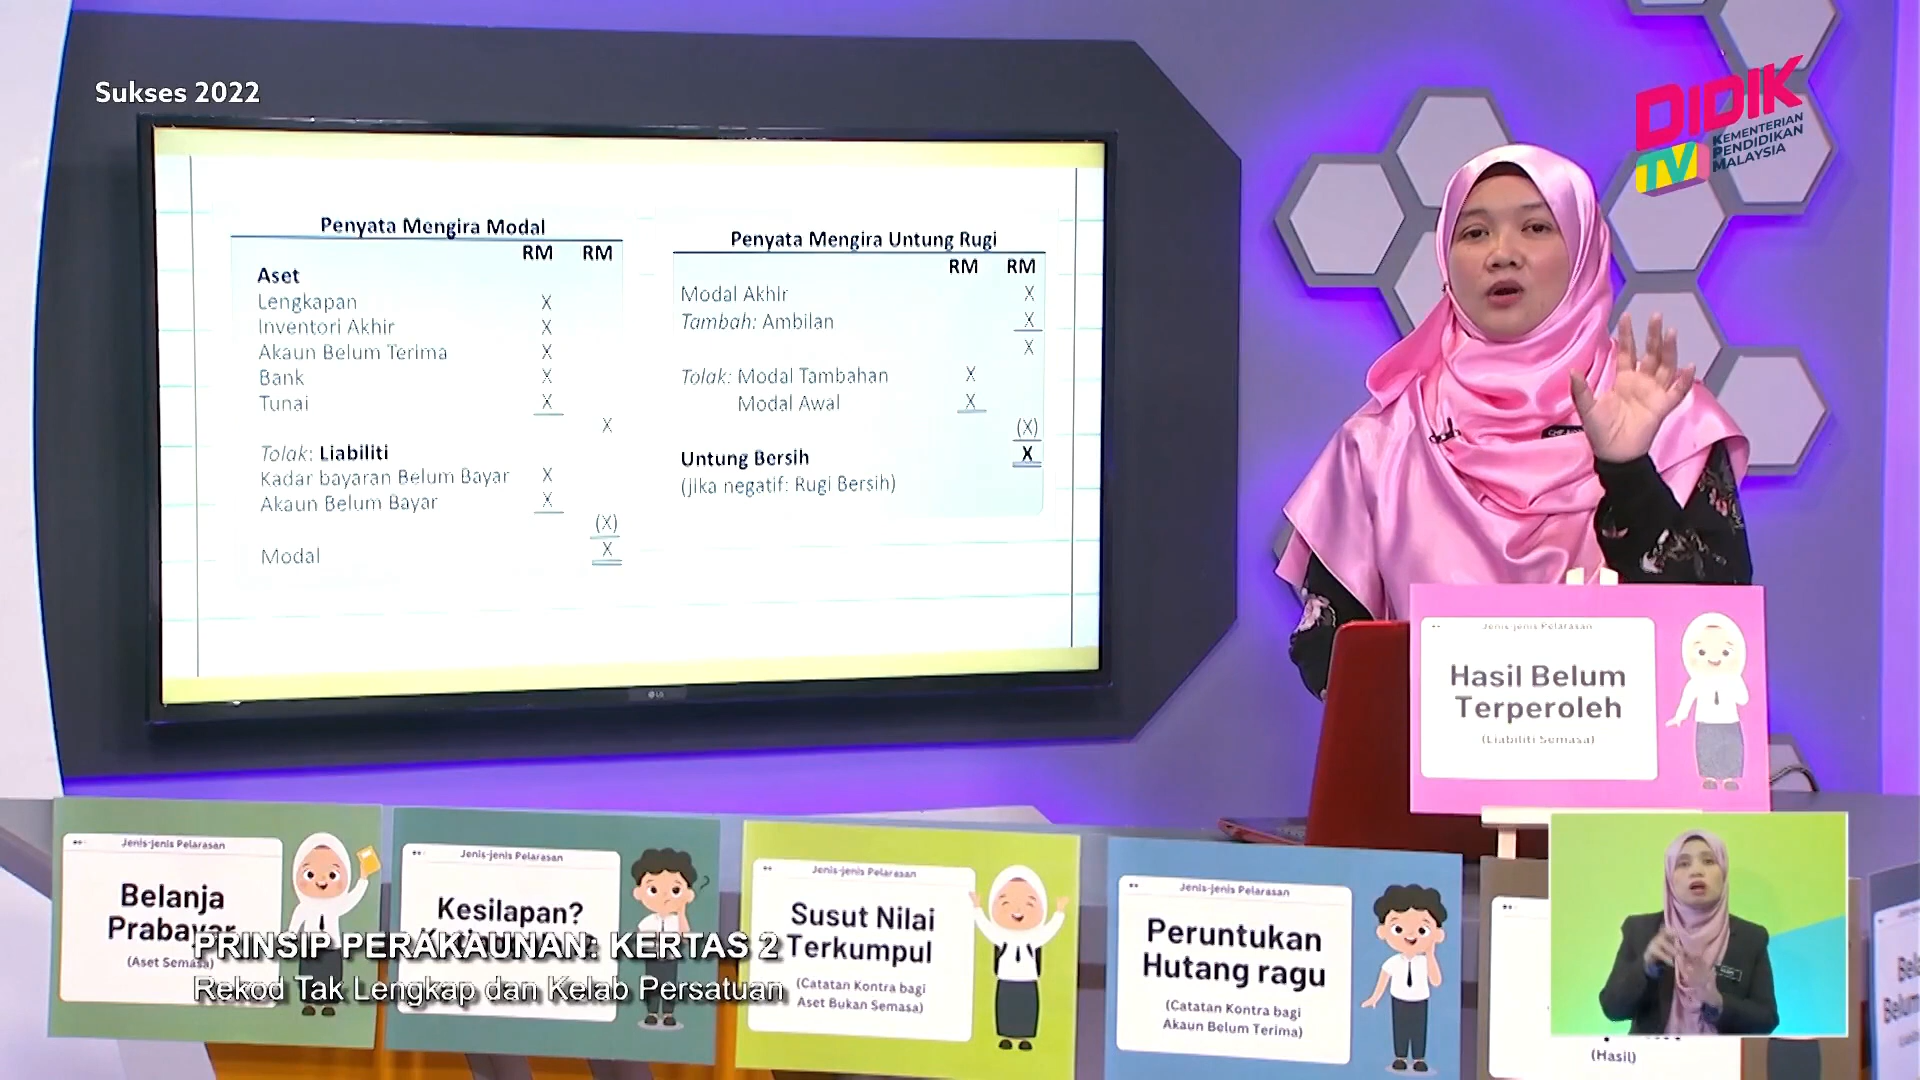 Sukses 2022
DIDIK
TV
KEMENTERIAN
PENDIDIKAN
MALAYSIA
Penyata Mengira Modal
RM RM
Aset
Lengkapan X
Inventori Akhir X
Akaun Belum Terima X
Bank X
Tunai X
X
Tolak: Liabiliti
Kadar bayaran Belum Bayar X
Akaun Belum Bayar X
(X)
Modal X
Penyata Mengira Untung Rugi
RM RM
Modal Akhir X
Tambah: Ambilan X
X
Tolak: Modal Tambahan X
Modal Awal X
(X)
Untung Bersih X
(jika negatif: Rugi Bersih)
LG
Jenis-jenis Pelarasan
Hasil Belum
Terperoleh
(Liabiliti Semasa)
Jenis-jenis Pelarasan
Belanja
Prabayar
(Aset Semasa)
Jenis-jenis Pelarasan
Kesilapan?
Jenis-jenis Pelarasan
Susut Nilai
Terkumpul
(Catatan Kontra bagi
Aset Bukan Semasa)
Jenis-jenis Pelarasan
Peruntukan
Hutang ragu
(Catatan Kontra bagi
Akaun Belum Terima)
(Hasil)
PRINSIP PERAKAUNAN: KERTAS 2
Rekod Tak Lengkap dan Kelab Persatuan